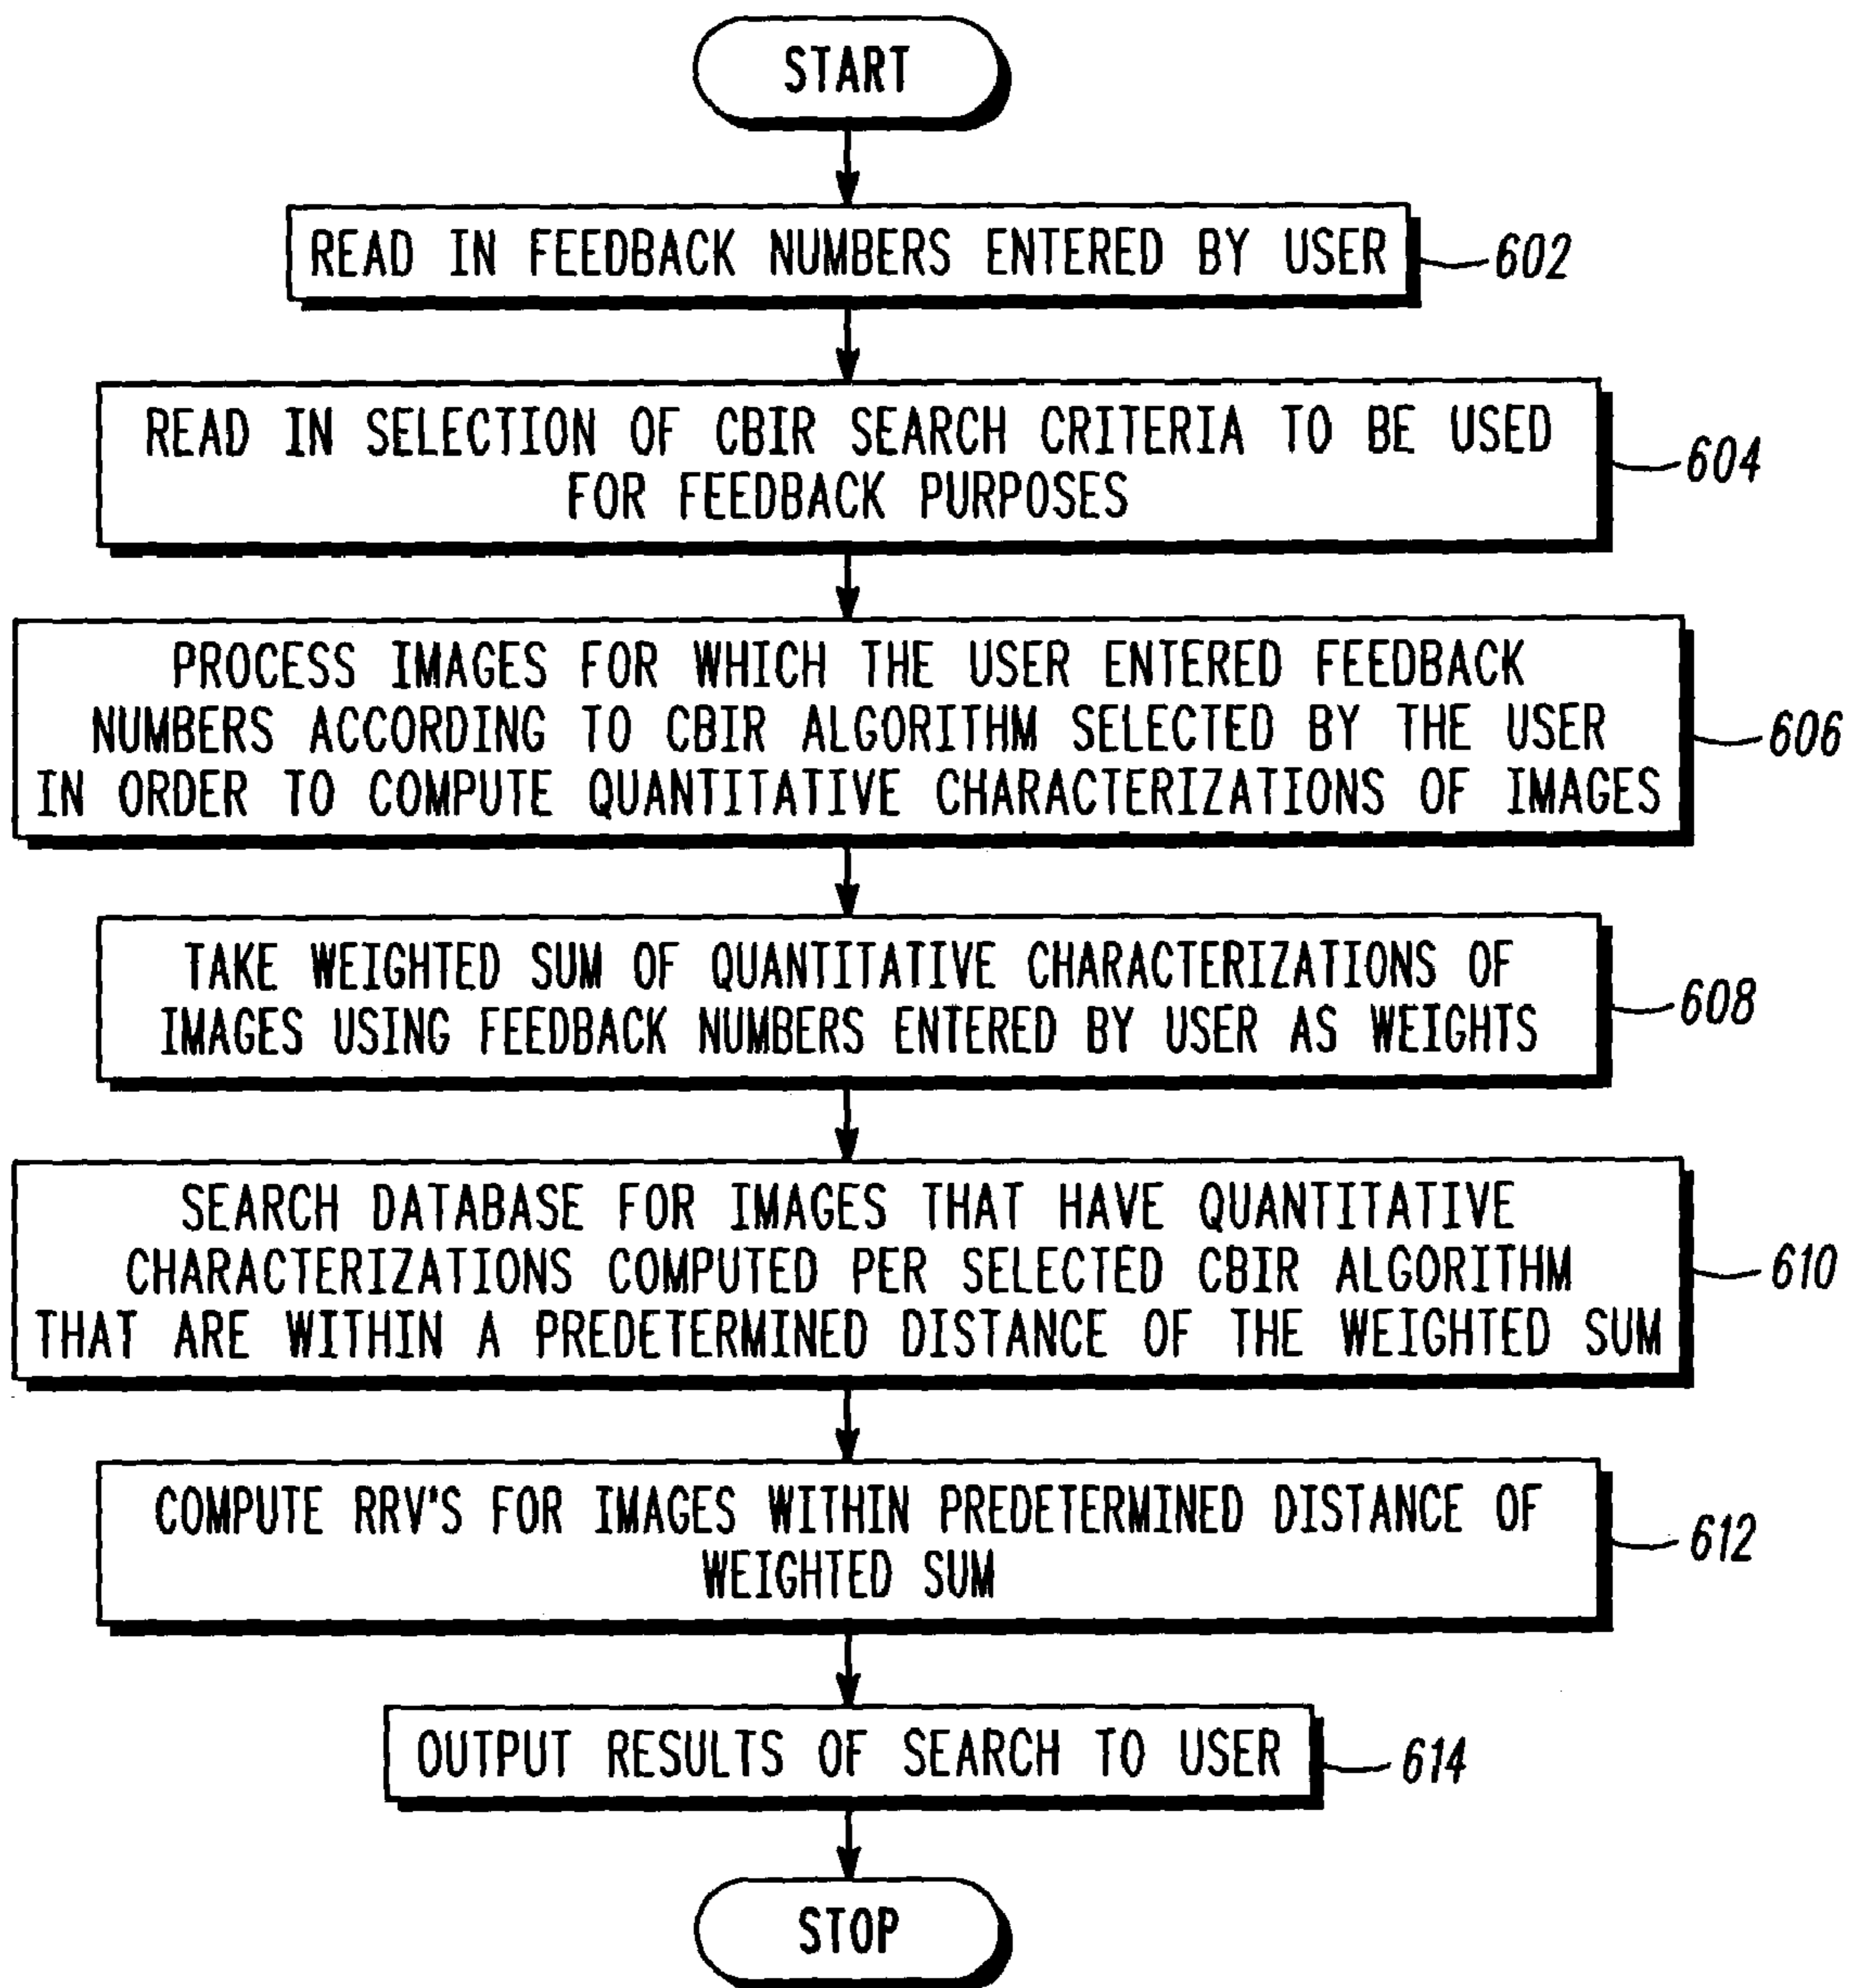 START
READ IN FEEDBACK NUMBERS ENTERED BY USER
602
READ IN SELECTION OF CBIR SEARCH CRITERIA TO BE USED
FOR FEEDBACK PURPOSES
604
PROCESS IMAGES FOR WHICH THE USER ENTERED FEEDBACK
NUMBERS ACCORDING TO CBIR ALGORITHM SELECTED BY THE USER
IN ORDER TO COMPUTE QUANTITATIVE CHARACTERIZATIONS OF IMAGES
606
TAKE WEIGHTED SUM OF QUANTITATIVE CHARACTERIZATIONS OF
IMAGES USING FEEDBACK NUMBERS ENTERED BY USER AS WEIGHTS
608
SEARCH DATABASE FOR IMAGES THAT HAVE QUANTITATIVE
CHARACTERIZATIONS COMPUTED PER SELECTED CBIR ALGORITHM
THAT ARE WITHIN A PREDETERMINED DISTANCE OF THE WEIGHTED SUM
610
COMPUTE RRV'S FOR IMAGES WITHIN PREDETERMINED DISTANCE OF
WEIGHTED SUM
612
OUTPUT RESULTS OF SEARCH TO USER
614
STOP